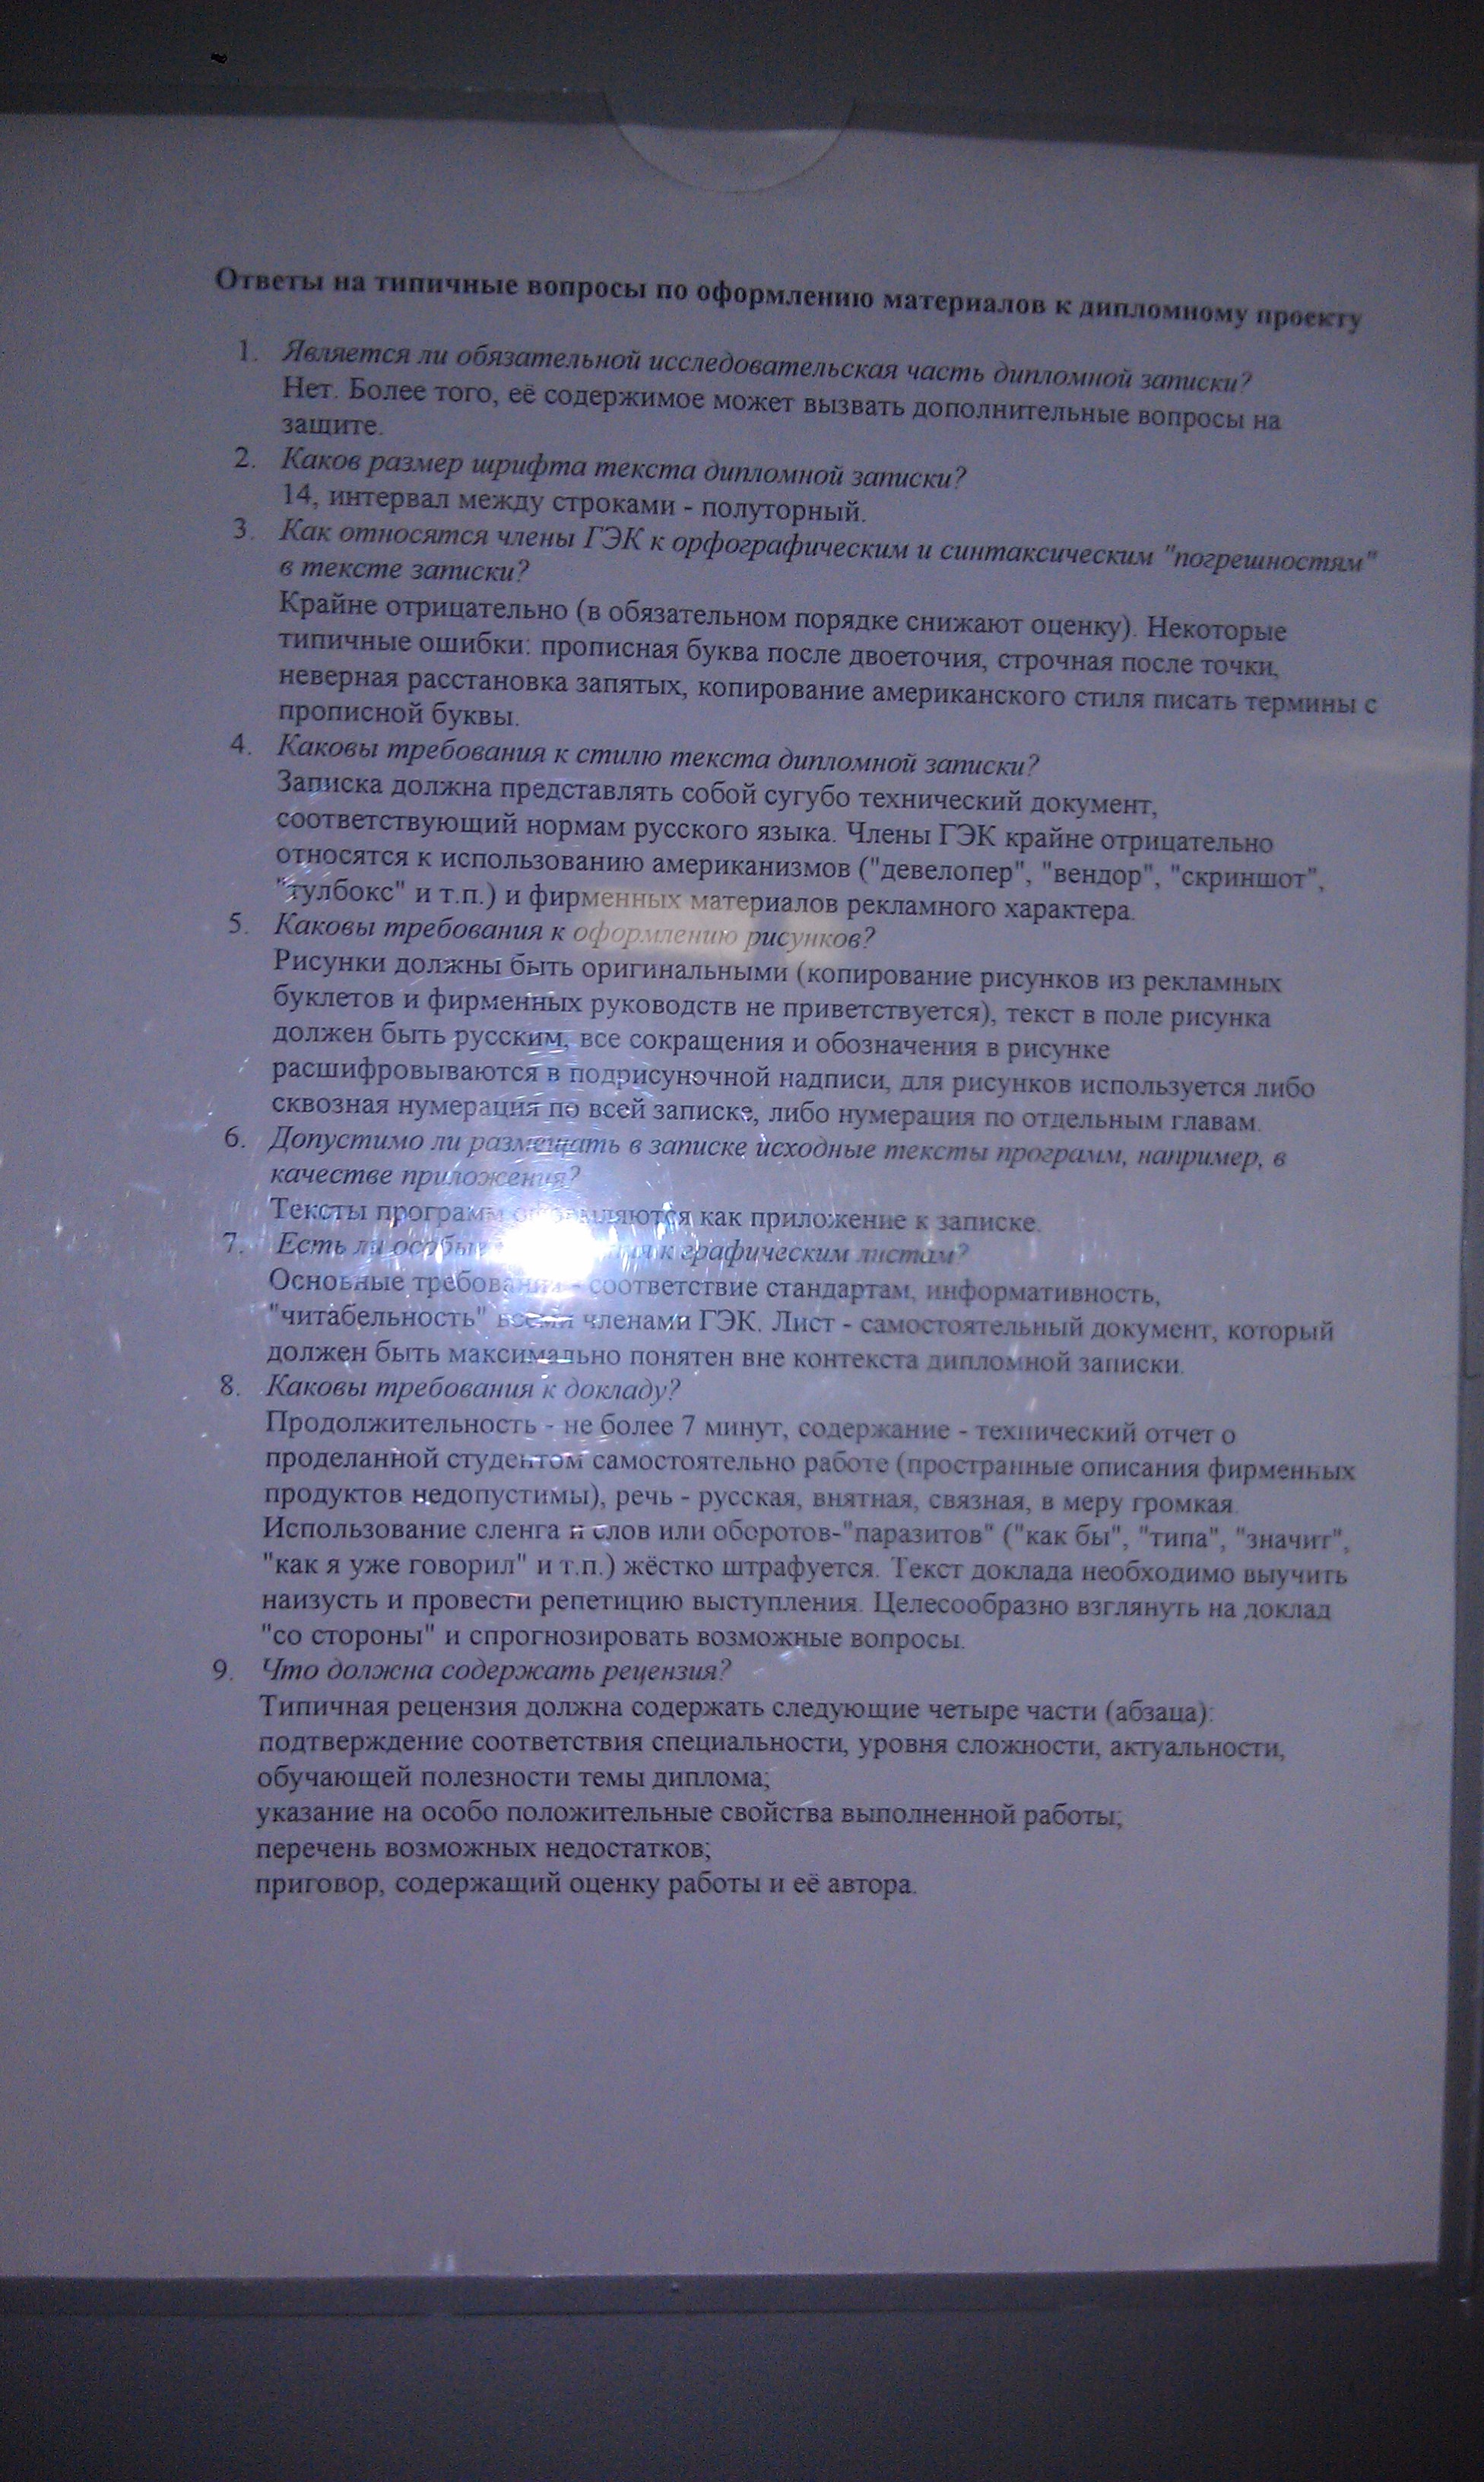 Ответы на типичные вопросы по оформлению материалов к дипломному проекту
1. Является ли обязательной исследовательская часть дипломной записки?
Нет. Более того, её содержимое может вызвать дополнительные вопросы на
защите.
2. Каков размер шрифта текста дипломной записки?
14, интервал между строками - полуторный.
3. Как относятся члены ГЭК к орфографическим и синтаксическим "погрешностям"
в тексте записки?
Крайне отрицательно (в обязательном порядке снижают оценку). Некоторые
типичные ошибки: прописная буква после двоеточия, строчная после точки,
неверная расстановка запятых, копирование американского стиля писать термины с
прописной буквы.
4. Каковы требования к стилю текста дипломной записки?
Записка должна представлять собой сугубо технический документ,
соответствующий нормам русского языка. Члены ГЭК крайне отрицательно
относятся к использованию американизмов ("девелопер", "вендор", "скриншот",
"тулбокс" и т.п.) и фирменных материалов рекламного характера.
5. Каковы требования к оформлению рисунков?
Рисунки должны быть оригинальными (копирование рисунков из рекламных
буклетов и фирменных руководств не приветствуется), текст в поле рисунка
должен быть русским, все сокращения и обозначения в рисунке
расшифровываются в подрисуночной надписи, для рисунков используется либо
сквозная нумерация по всей записке, либо нумерация по отдельным главам.
6. Допустимо ли размещать в записке исходные тексты программ, например, в
качестве приложения?
Тексты программ оформляются как приложение к записке.
7. Есть ли к графическим листам?
Основные требования - соответствие стандартам, информативность,
"читабельность" всеми членами ГЭК. Лист - самостоятельный документ, который
должен быть максимально понятен вне контекста дипломной записки.
8. Каковы требования к докладу?
Продолжительность - не более 7 минут, содержание - технический отчет о
проделанной студентом самостоятельно работе (пространные описания фирменных
продуктов недопустимы), речь - русская, внятная, связная, в меру громкая.
Использование сленга и слов или оборотов-"паразитов" ("как бы", "типа", "значит",
"как я уже говорил" и т.п.) жёстко штрафуется. Текст доклада необходимо выучить
наизусть и провести репетицию выступления. Целесообразно взглянуть на доклад
"со стороны" и спрогнозировать возможные вопросы.
9. Что должна содержать рецензия?
Типичная рецензия должна содержать следующие четыре части (абзаца):
подтверждение соответствия специальности, уровня сложности, актуальности,
обучающей полезности темы диплома;
указание на особо положительные свойства выполненной работы;
перечень возможных недостатков;
приговор, содержащий оценку работы и её автора.